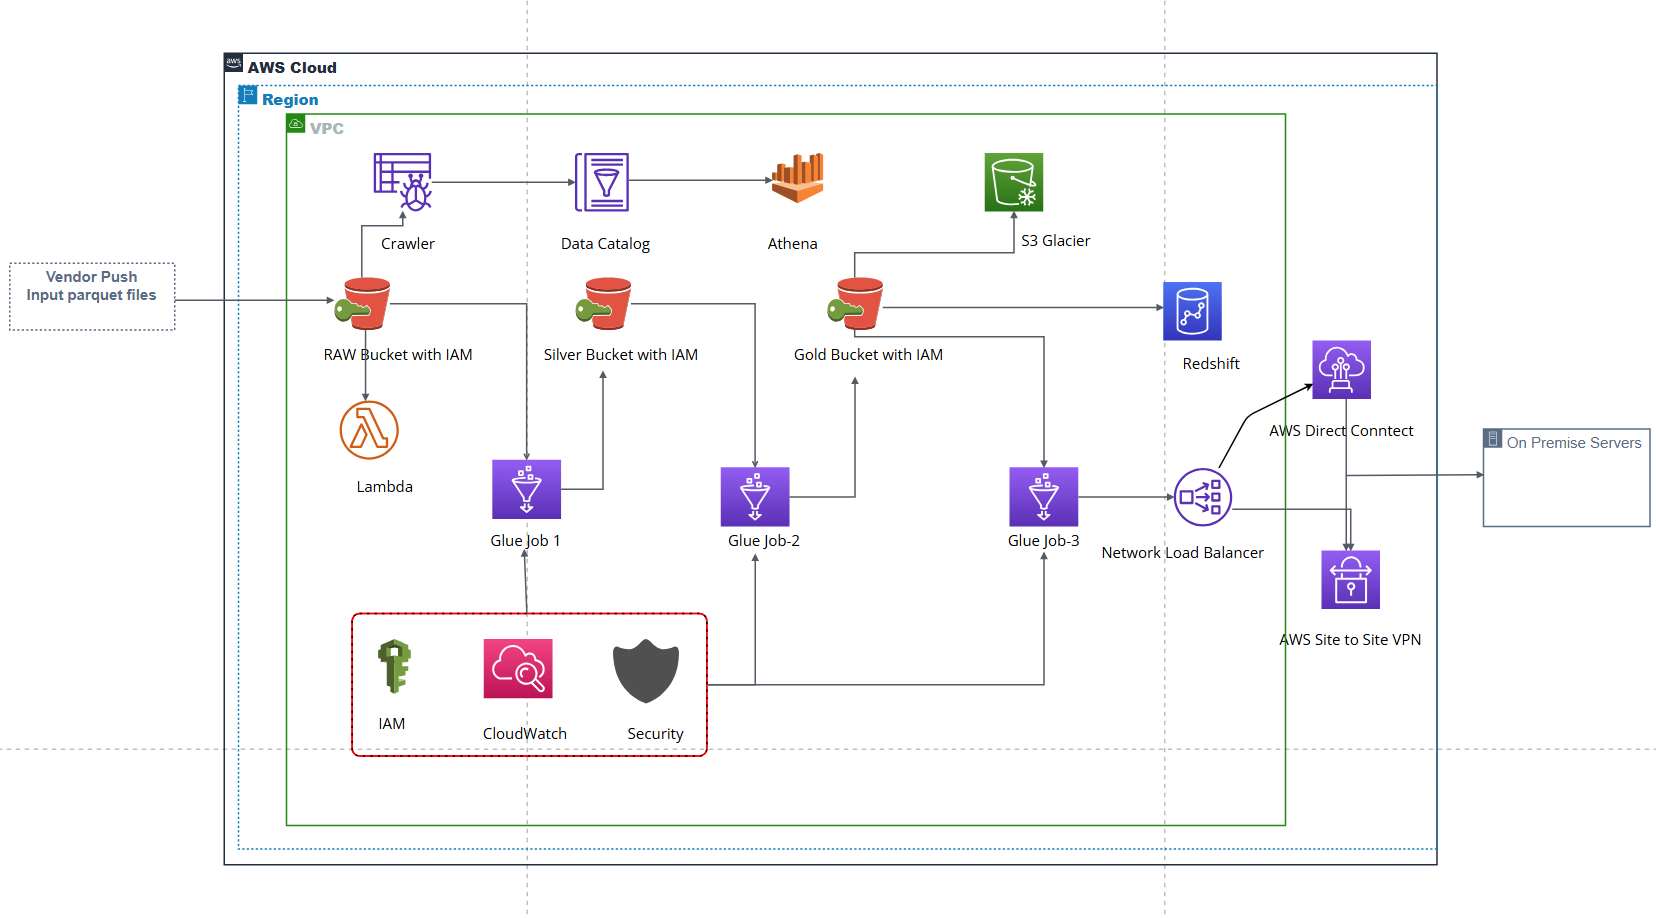 aws
AWS Cloud
Region
VPC
Crawler
Data Catalog
Athena
S3 Glacier
Vendor Push
Input parquet files
RAW Bucket with IAM
Silver Bucket with IAM
Gold Bucket with IAM
Redshift
AWS Direct Conntect
On Premise Servers
Lambda
Glue Job 1
Glue Job-2
Glue Job-3
Network Load Balancer
AWS Site to Site VPN
IAM
CloudWatch
Security